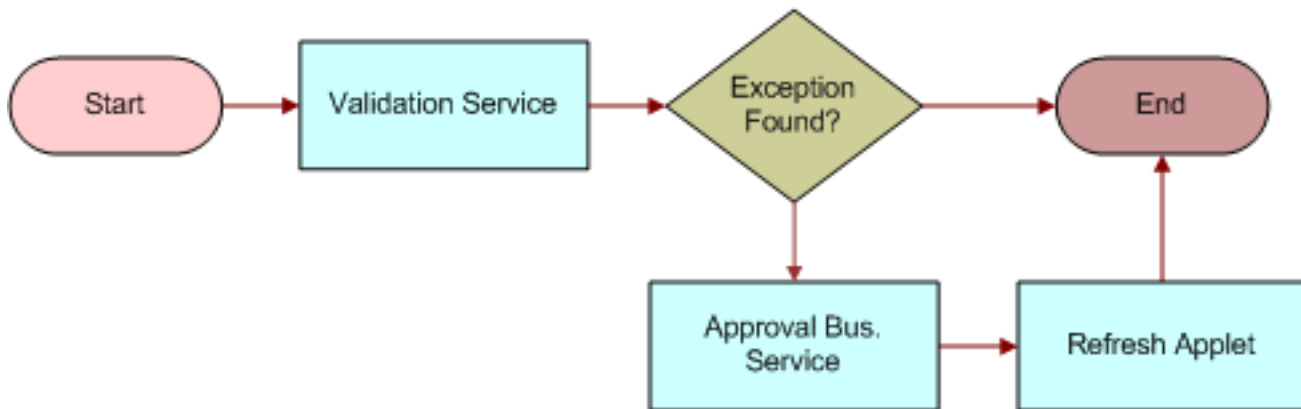 Start
Validation Service
Exception
Found?
End
Approval Bus.
Service
Refresh Applet